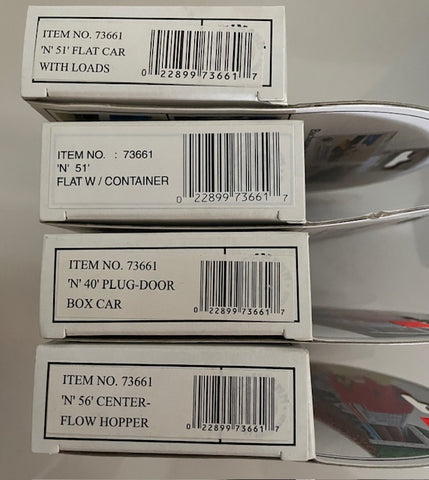 ITEM NO. 73661
'N' 51' FLAT CAR
WITH LOADS
0 22899 73661 7
ITEM NO. : 73661
'N' 51'
FLAT W / CONTAINER
0 22899 73661 7
ITEM NO. 73661
'N' 40' PLUG-DOOR
BOX CAR
0 22899 73661 7
ITEM NO. 73661
'N' 56' CENTER-
FLOW HOPPER
0 22899 73661 7